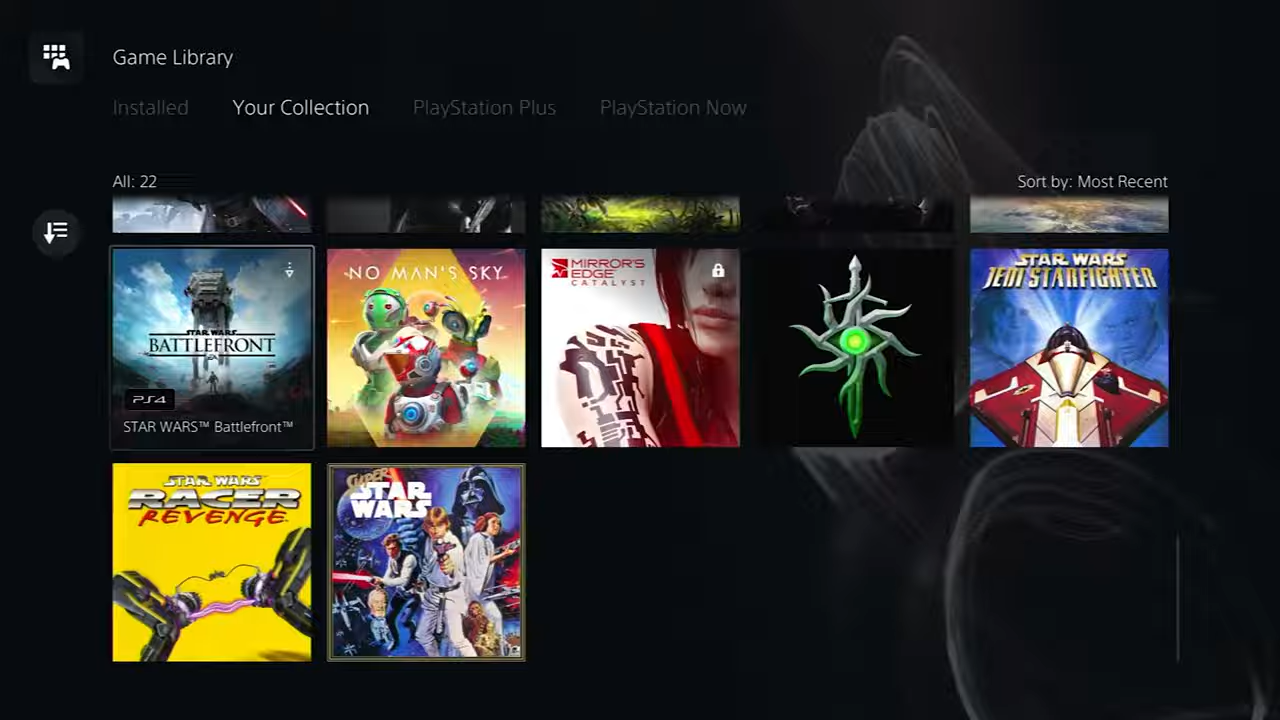 Game Library
Installed
Your Collection
PlayStation Plus
PlayStation Now
All: 22
Sort by: Most Recent
STAR WARS
BATTLEFRONT
PS4
STAR WARS™ Battlefront™
NO MAN'S SKY
MIRROR'S
EDGE
CATALYST
STAR WARS
JEDI STARFIGHTER
STAR WARS
RACER
REVENGE
SUPER
STAR
WARS